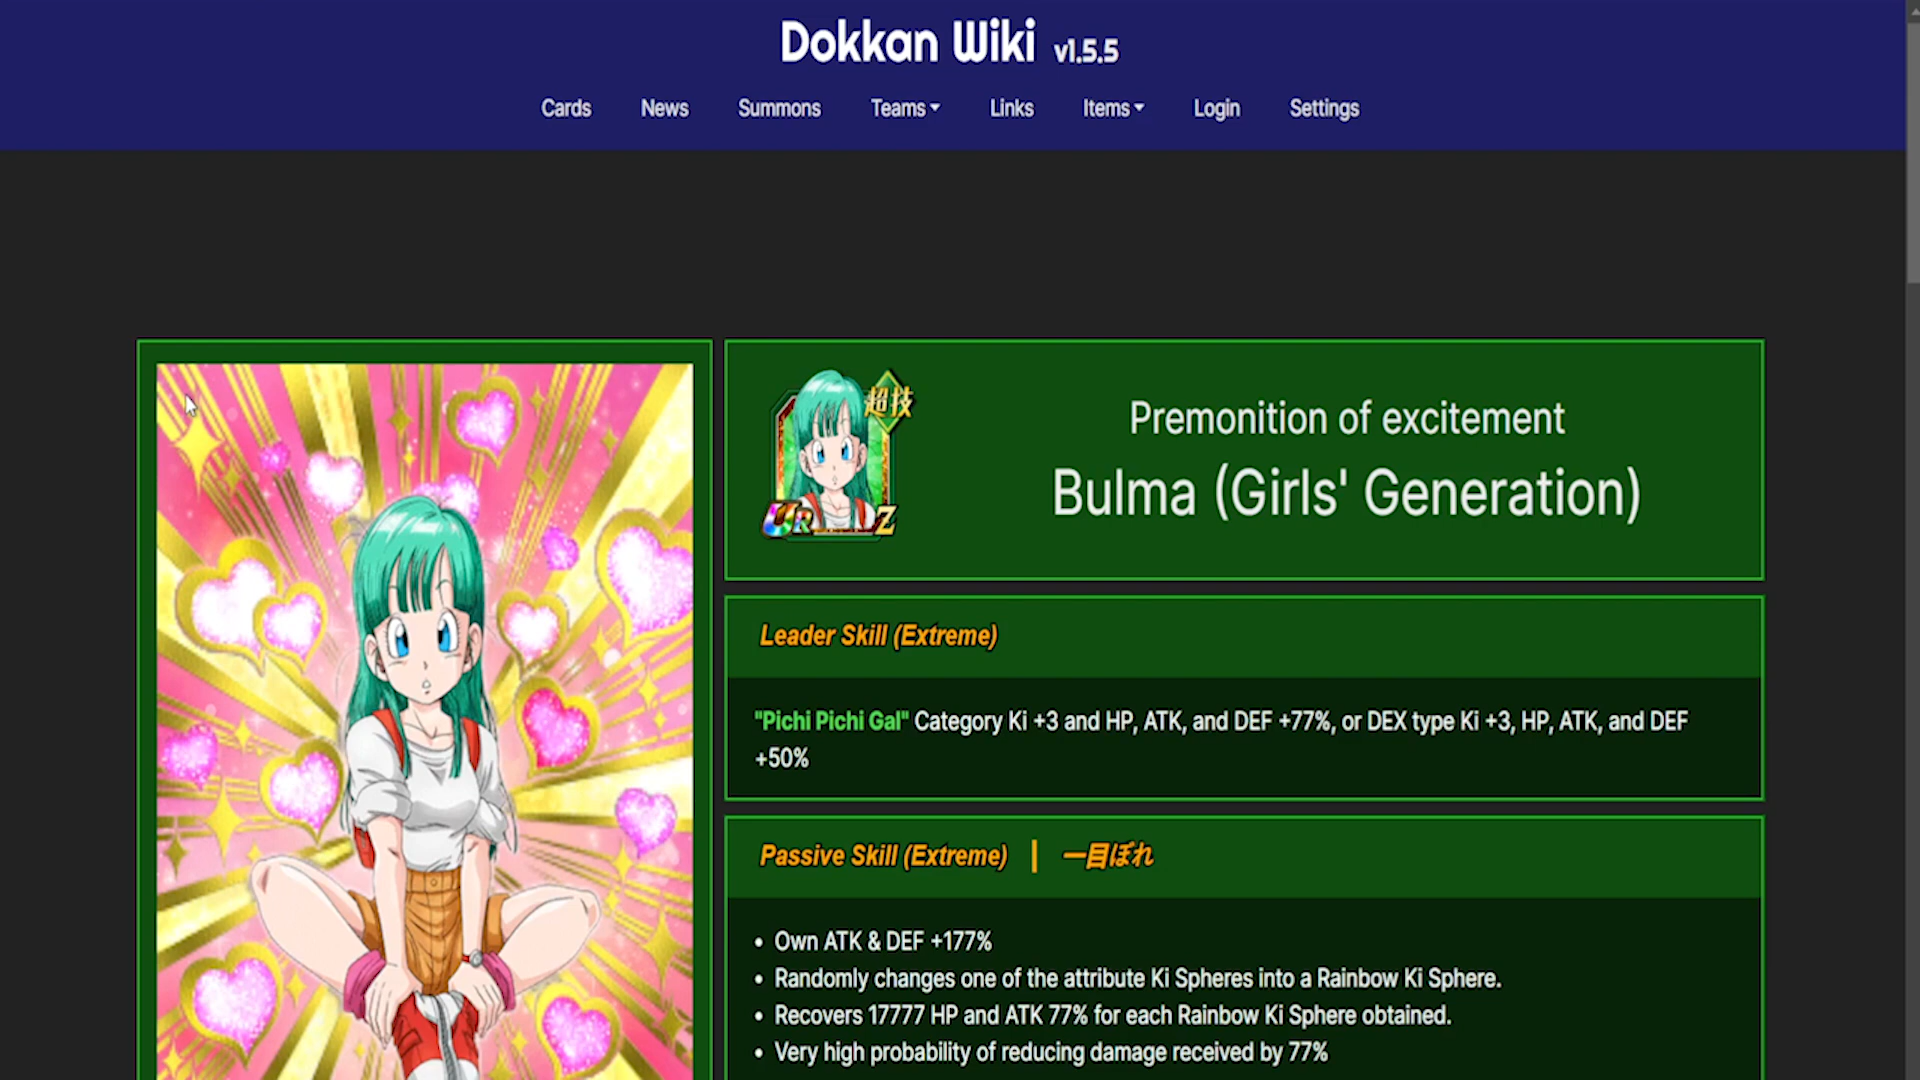 Dokkan Wiki v1.5.5
Cards News Summons Teams Links Items Login Settings
超技
UR Z
Premonition of excitement
Bulma (Girls' Generation)
Leader Skill (Extreme)
"Pichi Pichi Gal" Category Ki +3 and HP, ATK, and DEF +77%, or DEX type Ki +3, HP, ATK, and DEF
+50%
Passive Skill (Extreme) | 一目ぼれ
• Own ATK & DEF +177%
• Randomly changes one of the attribute Ki Spheres into a Rainbow Ki Sphere.
• Recovers 17777 HP and ATK 77% for each Rainbow Ki Sphere obtained.
• Very high probability of reducing damage received by 77%